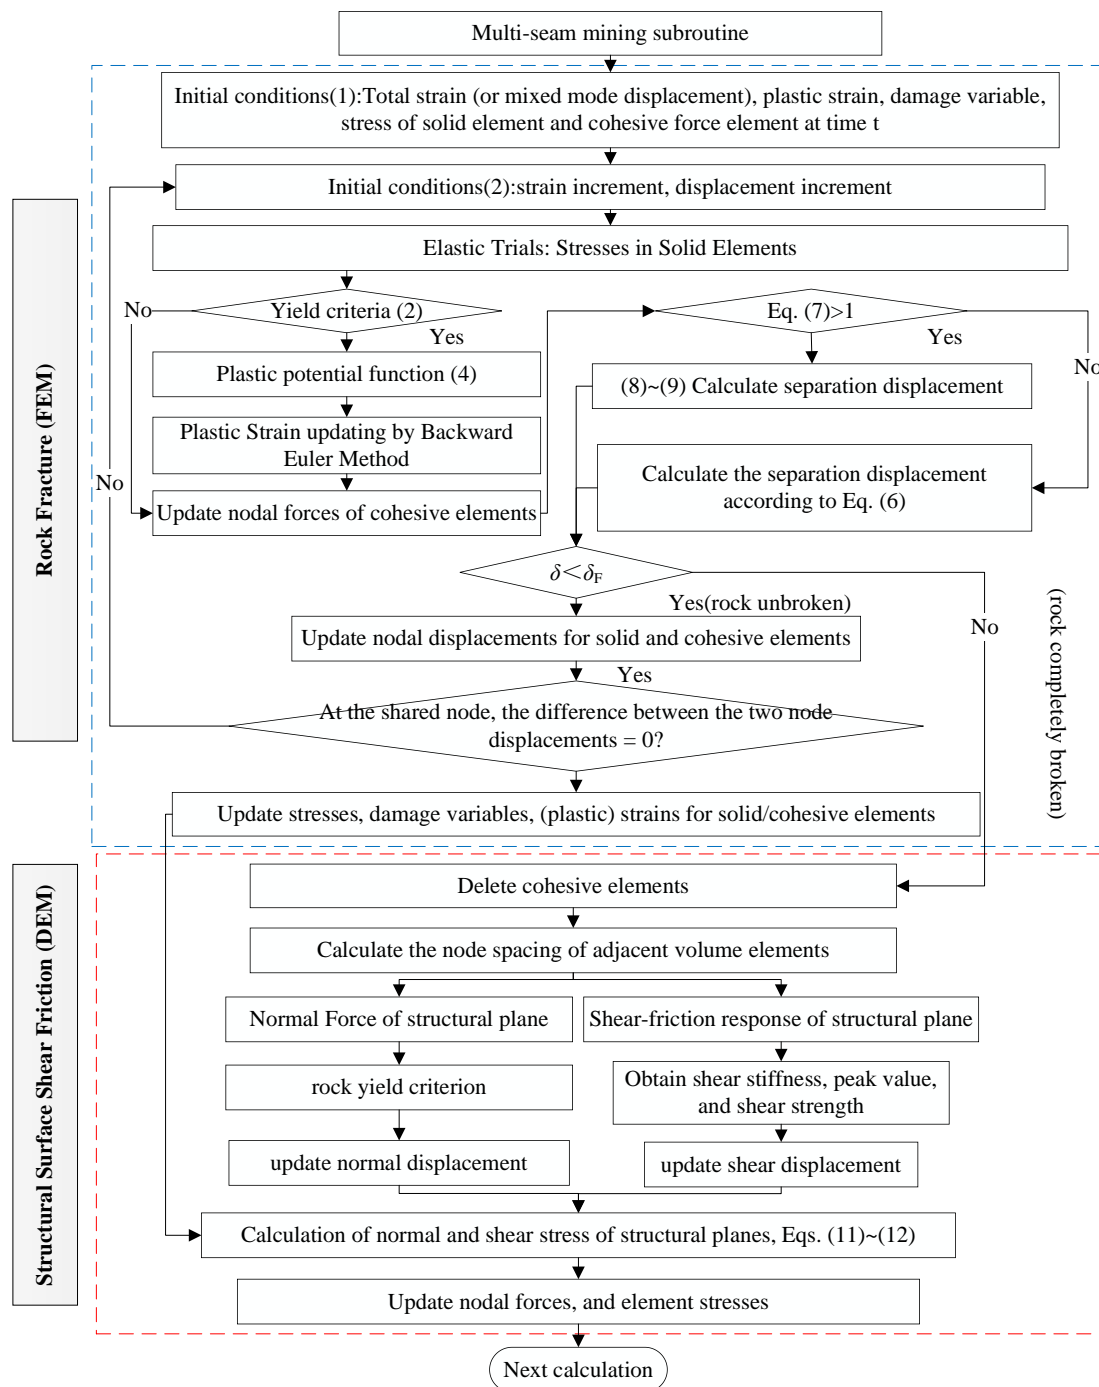 Multi-seam mining subroutine
Initial conditions(1):Total strain (or mixed mode displacement), plastic strain, damage variable,
stress of solid element and cohesive force element at time t
Initial conditions(2):strain increment, displacement increment
Elastic Trials: Stresses in Solid Elements
No
Yield criteria (2)
Yes
Eq. (7)>1
Yes
No
Plastic potential function (4)
(8)~(9) Calculate separation displacement
Plastic Strain updating by Backward
Euler Method
Calculate the separation displacement
according to Eq. (6)
No
Update nodal forces of cohesive elements
δ<δF
Yes(rock unbroken)
No
(rock completely broken)
Update nodal displacements for solid and cohesive elements
Yes
At the shared node, the difference between the two node
displacements = 0?
Update stresses, damage variables, (plastic) strains for solid/cohesive elements
Rock Fracture (FEM)
Delete cohesive elements
Calculate the node spacing of adjacent volume elements
Normal Force of structural plane
Shear-friction response of structural plane
rock yield criterion
Obtain shear stiffness, peak value,
and shear strength
update normal displacement
update shear displacement
Calculation of normal and shear stress of structural planes, Eqs. (11)~(12)
Update nodal forces, and element stresses
Structural Surface Shear Friction (DEM)
Next calculation